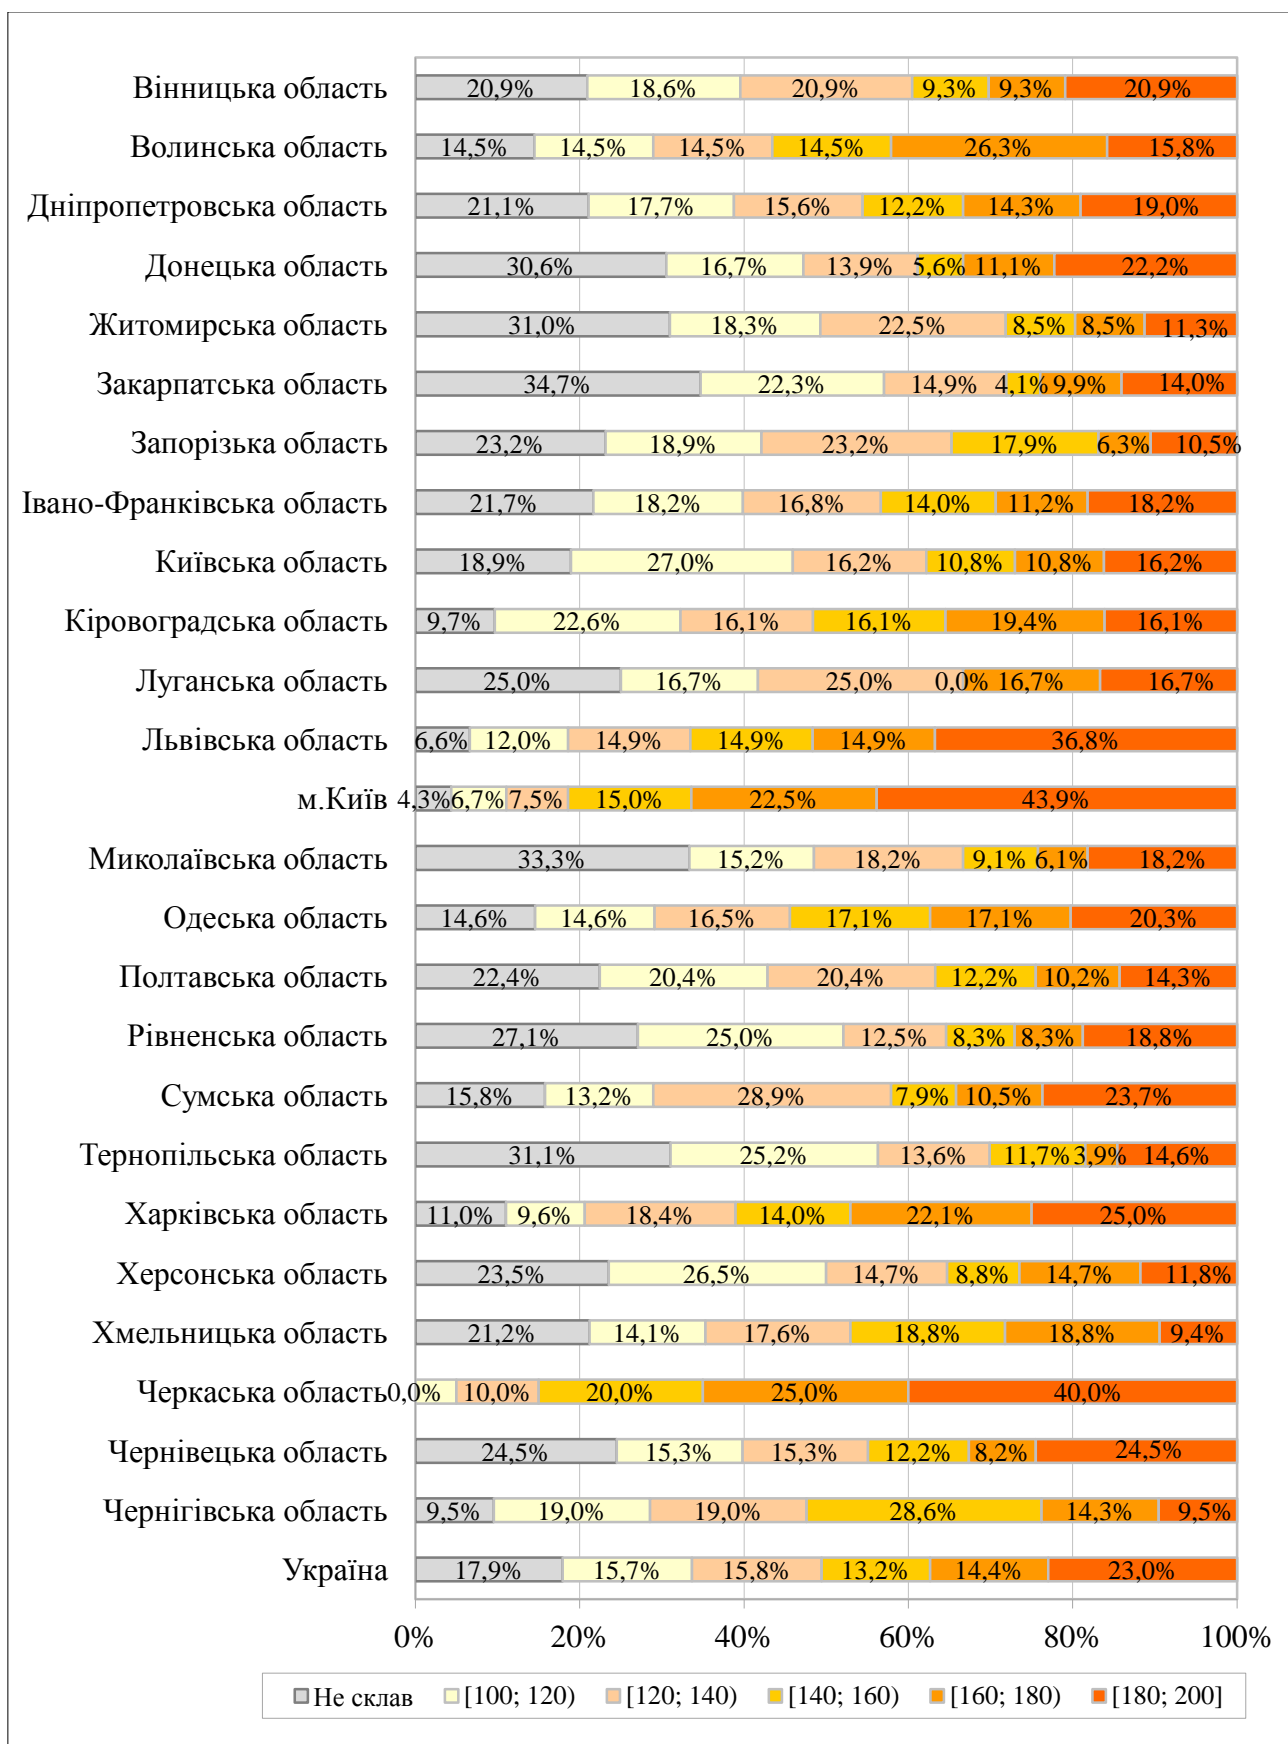 Вінницька область 20,9% 18,6% 20,9% 9,3% 9,3% 20,9%
Волинська область 14,5% 14,5% 14,5% 14,5% 26,3% 15,8%
Дніпропетровська область 21,1% 17,7% 15,6% 12,2% 14,3% 19,0%
Донецька область 30,6% 16,7% 13,9% 5,6% 11,1% 22,2%
Житомирська область 31,0% 18,3% 22,5% 8,5% 8,5% 11,3%
Закарпатська область 34,7% 22,3% 14,9% 4,1% 9,9% 14,0%
Запорізька область 23,2% 18,9% 23,2% 17,9% 6,3% 10,5%
Івано-Франківська область 21,7% 18,2% 16,8% 14,0% 11,2% 18,2%
Київська область 18,9% 27,0% 16,2% 10,8% 10,8% 16,2%
Кіровоградська область 9,7% 22,6% 16,1% 16,1% 19,4% 16,1%
Луганська область 25,0% 16,7% 25,0% 0,0% 16,7% 16,7%
Львівська область 6,6% 12,0% 14,9% 14,9% 14,9% 36,8%
м.Київ 4,3% 6,7% 7,5% 15,0% 22,5% 43,9%
Миколаївська область 33,3% 15,2% 18,2% 9,1% 6,1% 18,2%
Одеська область 14,6% 14,6% 16,5% 17,1% 17,1% 20,3%
Полтавська область 22,4% 20,4% 20,4% 12,2% 10,2% 14,3%
Рівненська область 27,1% 25,0% 12,5% 8,3% 8,3% 18,8%
Сумська область 15,8% 13,2% 28,9% 7,9% 10,5% 23,7%
Тернопільська область 31,1% 25,2% 13,6% 11,7% 3,9% 14,6%
Харківська область 11,0% 9,6% 18,4% 14,0% 22,1% 25,0%
Херсонська область 23,5% 26,5% 14,7% 8,8% 14,7% 11,8%
Хмельницька область 21,2% 14,1% 17,6% 18,8% 18,8% 9,4%
Черкаська область 0,0% 10,0% 20,0% 25,0% 40,0%
Чернівецька область 24,5% 15,3% 15,3% 12,2% 8,2% 24,5%
Чернігівська область 9,5% 19,0% 19,0% 28,6% 14,3% 9,5%
Україна 17,9% 15,7% 15,8% 13,2% 14,4% 23,0%
0% 20% 40% 60% 80% 100%
Не склав [100; 120) [120; 140) [140; 160) [160; 180) [180; 200]